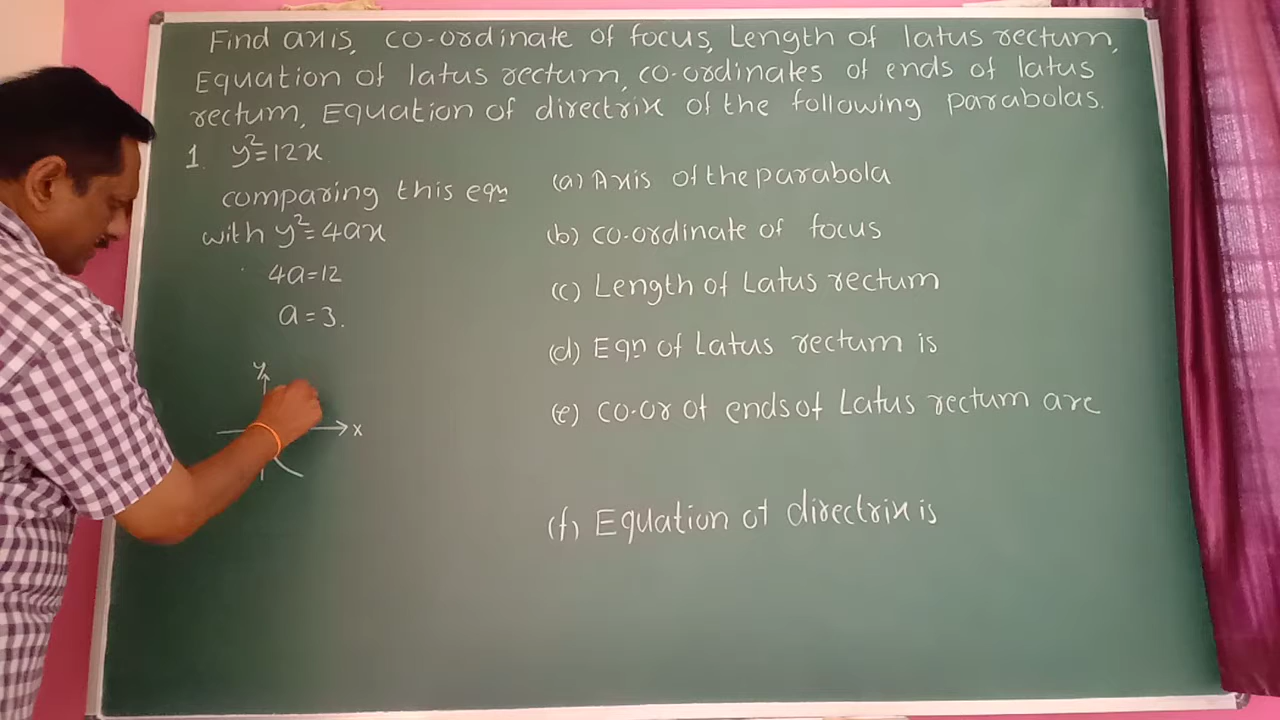 Find axis, co-ordinate of focus, Length of latus rectum,
Equation of latus rectum, co-ordinates of ends of latus
rectum, Equation of directrix of the following parabolas.
1. y²=12x
comparing this eqn
with y²=4ax
4a=12
a=3.
y
x
(a) Axis of the parabola
(b) co-ordinate of focus
(c) Length of Latus rectum
(d) Eqn of Latus rectum is
(e) co-or of ends of Latus rectum are
(f) Equation of directrix is